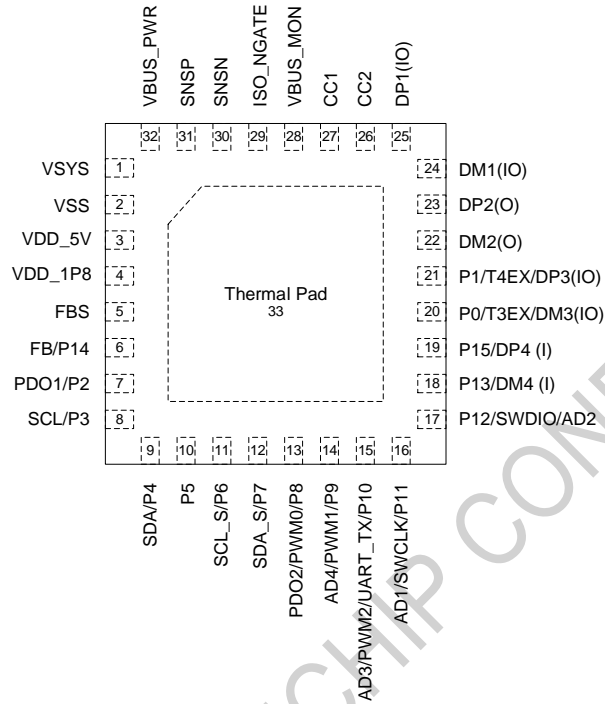 VBUS_PWR
SNSP
SNSN
ISO_NGATE
VBUS_MON
CC1
CC2
DP1(IO)
32 31 30 29 28 27 26 25
VSYS 1
VSS 2
VDD_5V 3
VDD_1P8 4
FBS 5
FB/P14 6
PDO1/P2 7
SCL/P3 8
Thermal Pad
33
24 DM1(IO)
23 DP2(O)
22 DM2(O)
21 P1/T4EX/DP3(IO)
20 P0/T3EX/DM3(IO)
19 P15/DP4 (I)
18 P13/DM4 (I)
17 P12/SWDIO/AD2
9 10 11 12 13 14 15 16
SDA/P4
P5
SCL_S/P6
SDA_S/P7
PDO2/PWM0/P8
AD4/PWM1/P9
AD3/PWM2/UART_TX/P10
AD1/SWCLK/P11